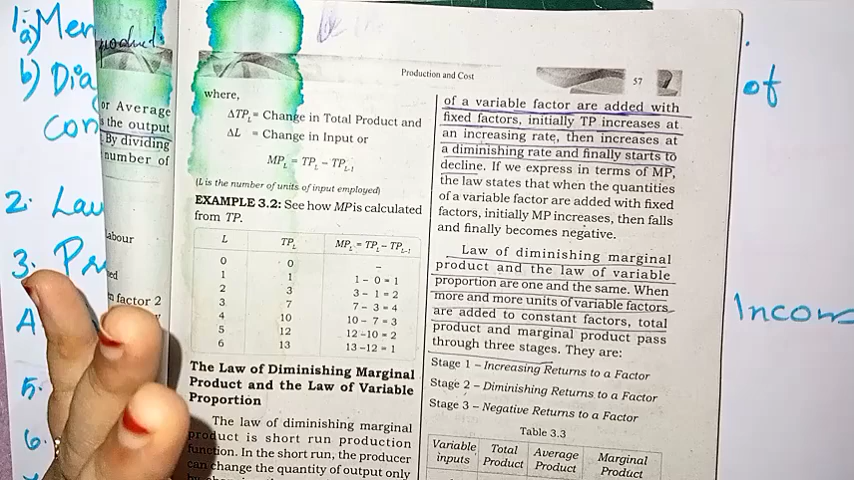 1.
a) Men
b) Dia
con
2. Law
3. Pr
A
5.
6.
of
Incom
product
or Average
s the output
By dividing
number of
abour
ed
n factor 2
Production and Cost
57
where,
ΔTP_L = Change in Total Product and
ΔL = Change in Input or
MP_L = TP_L – TP_L-1
(L is the number of units of input employed)
EXAMPLE 3.2: See how MP is calculated
from TP.
L TP_L MP_L = TP_L – TP_L-1
0 0 –
1 1 1 – 0 = 1
2 3 3 – 1 = 2
3 7 7 – 3 = 4
4 10 10 – 7 = 3
5 12 12 –10 = 2
6 13 13 –12 = 1
The Law of Diminishing Marginal
Product and the Law of Variable
Proportion
The law of diminishing marginal
product is short run production
function. In the short run, the producer
can change the quantity of output only
of a variable factor are added with
fixed factors, initially TP increases at
an increasing rate, then increases at
a diminishing rate and finally starts to
decline. If we express in terms of MP,
the law states that when the quantities
of a variable factor are added with fixed
factors, initially MP increases, then falls
and finally becomes negative.
Law of diminishing marginal
product and the law of variable
proportion are one and the same. When
more and more units of variable factors
are added to constant factors, total
product and marginal product pass
through three stages. They are:
Stage 1 – Increasing Returns to a Factor
Stage 2 – Diminishing Returns to a Factor
Stage 3 – Negative Returns to a Factor
Table 3.3
Variable Total Average Marginal
inputs Product Product Product